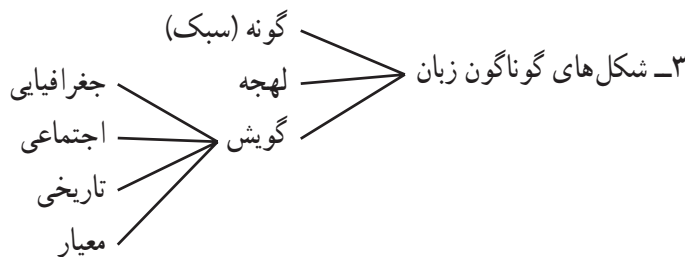 ۳ــ شکل‌های گوناگون زبان
گونه (سبک)
لهجه
گویش
جغرافیایی
اجتماعی
تاریخی
معیار